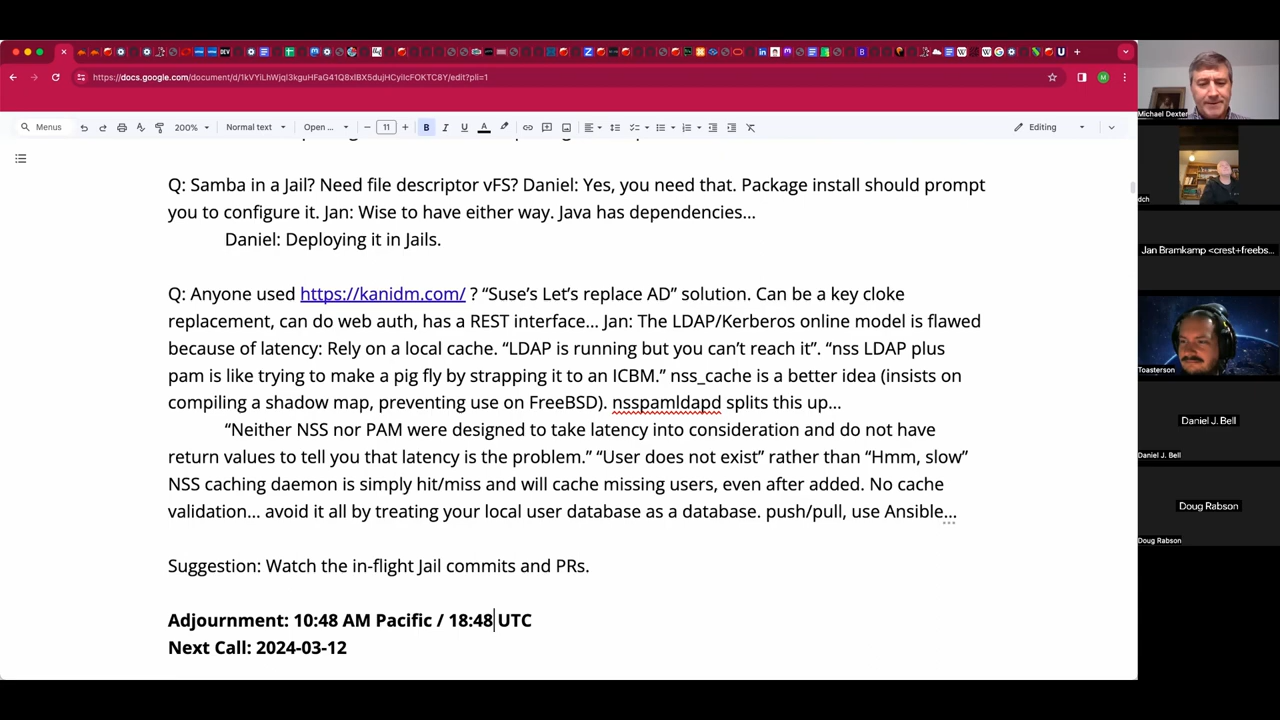 https://docs.google.com/document/d/1kVYiLhWjql3kguHFaG41Q8xlBX5dujHCyiIcFOKTC8Y/edit?pli=1
Menus
200%
Normal text
Open ...
11
Editing
Q: Samba in a Jail? Need file descriptor vFS? Daniel: Yes, you need that. Package install should prompt
you to configure it. Jan: Wise to have either way. Java has dependencies…
Daniel: Deploying it in Jails.
Q: Anyone used https://kanidm.com/ ? “Suse’s Let’s replace AD” solution. Can be a key cloke
replacement, can do web auth, has a REST interface… Jan: The LDAP/Kerberos online model is flawed
because of latency: Rely on a local cache. “LDAP is running but you can’t reach it”. “nss LDAP plus
pam is like trying to make a pig fly by strapping it to an ICBM.” nss_cache is a better idea (insists on
compiling a shadow map, preventing use on FreeBSD). nsspamldapd splits this up…
“Neither NSS nor PAM were designed to take latency into consideration and do not have
return values to tell you that latency is the problem.” “User does not exist” rather than “Hmm, slow”
NSS caching daemon is simply hit/miss and will cache missing users, even after added. No cache
validation… avoid it all by treating your local user database as a database. push/pull, use Ansible…
Suggestion: Watch the in-flight Jail commits and PRs.
Adjournment: 10:48 AM Pacific / 18:48 UTC
Next Call: 2024-03-12
Michael Dexter
dch
Jan Bramkamp <crest+freebs...
Toasterson
Daniel J. Bell
Daniel J. Bell
Doug Rabson
Doug Rabson